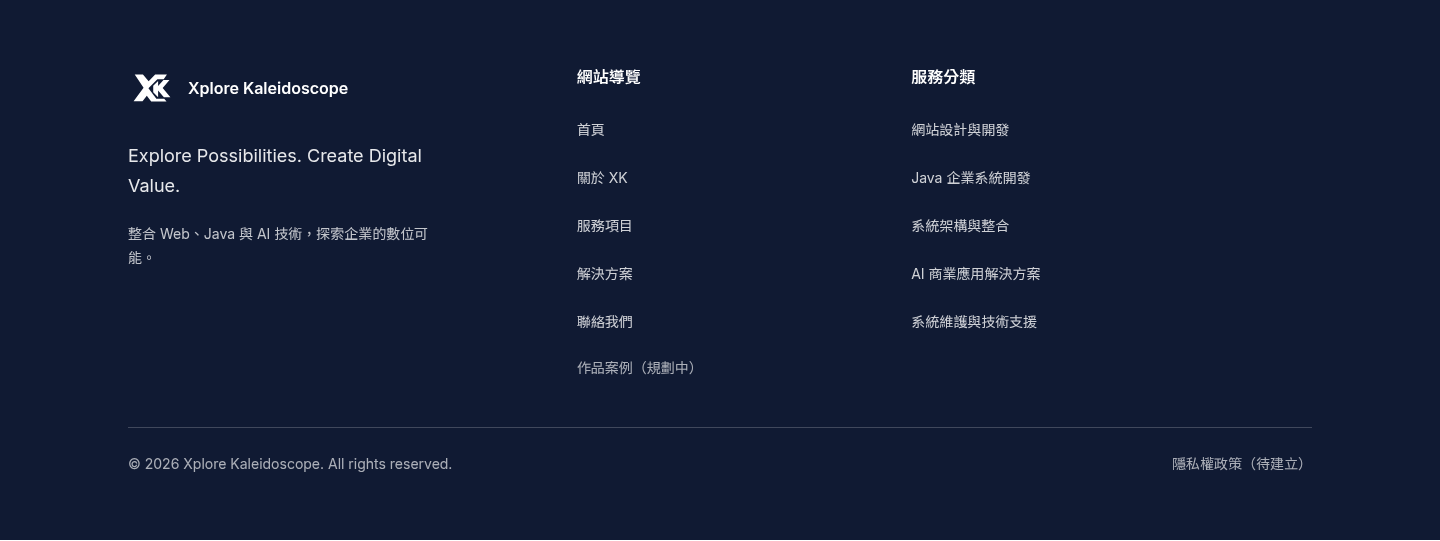 XK
Xplore Kaleidoscope
Explore Possibilities. Create Digital
Value.
整合 Web、Java 與 AI 技術，探索企業的數位可
能。
網站導覽
首頁
關於 XK
服務項目
解決方案
聯絡我們
作品案例（規劃中）
服務分類
網站設計與開發
Java 企業系統開發
系統架構與整合
AI 商業應用解決方案
系統維護與技術支援
© 2026 Xplore Kaleidoscope. All rights reserved.
隱私權政策（待建立）